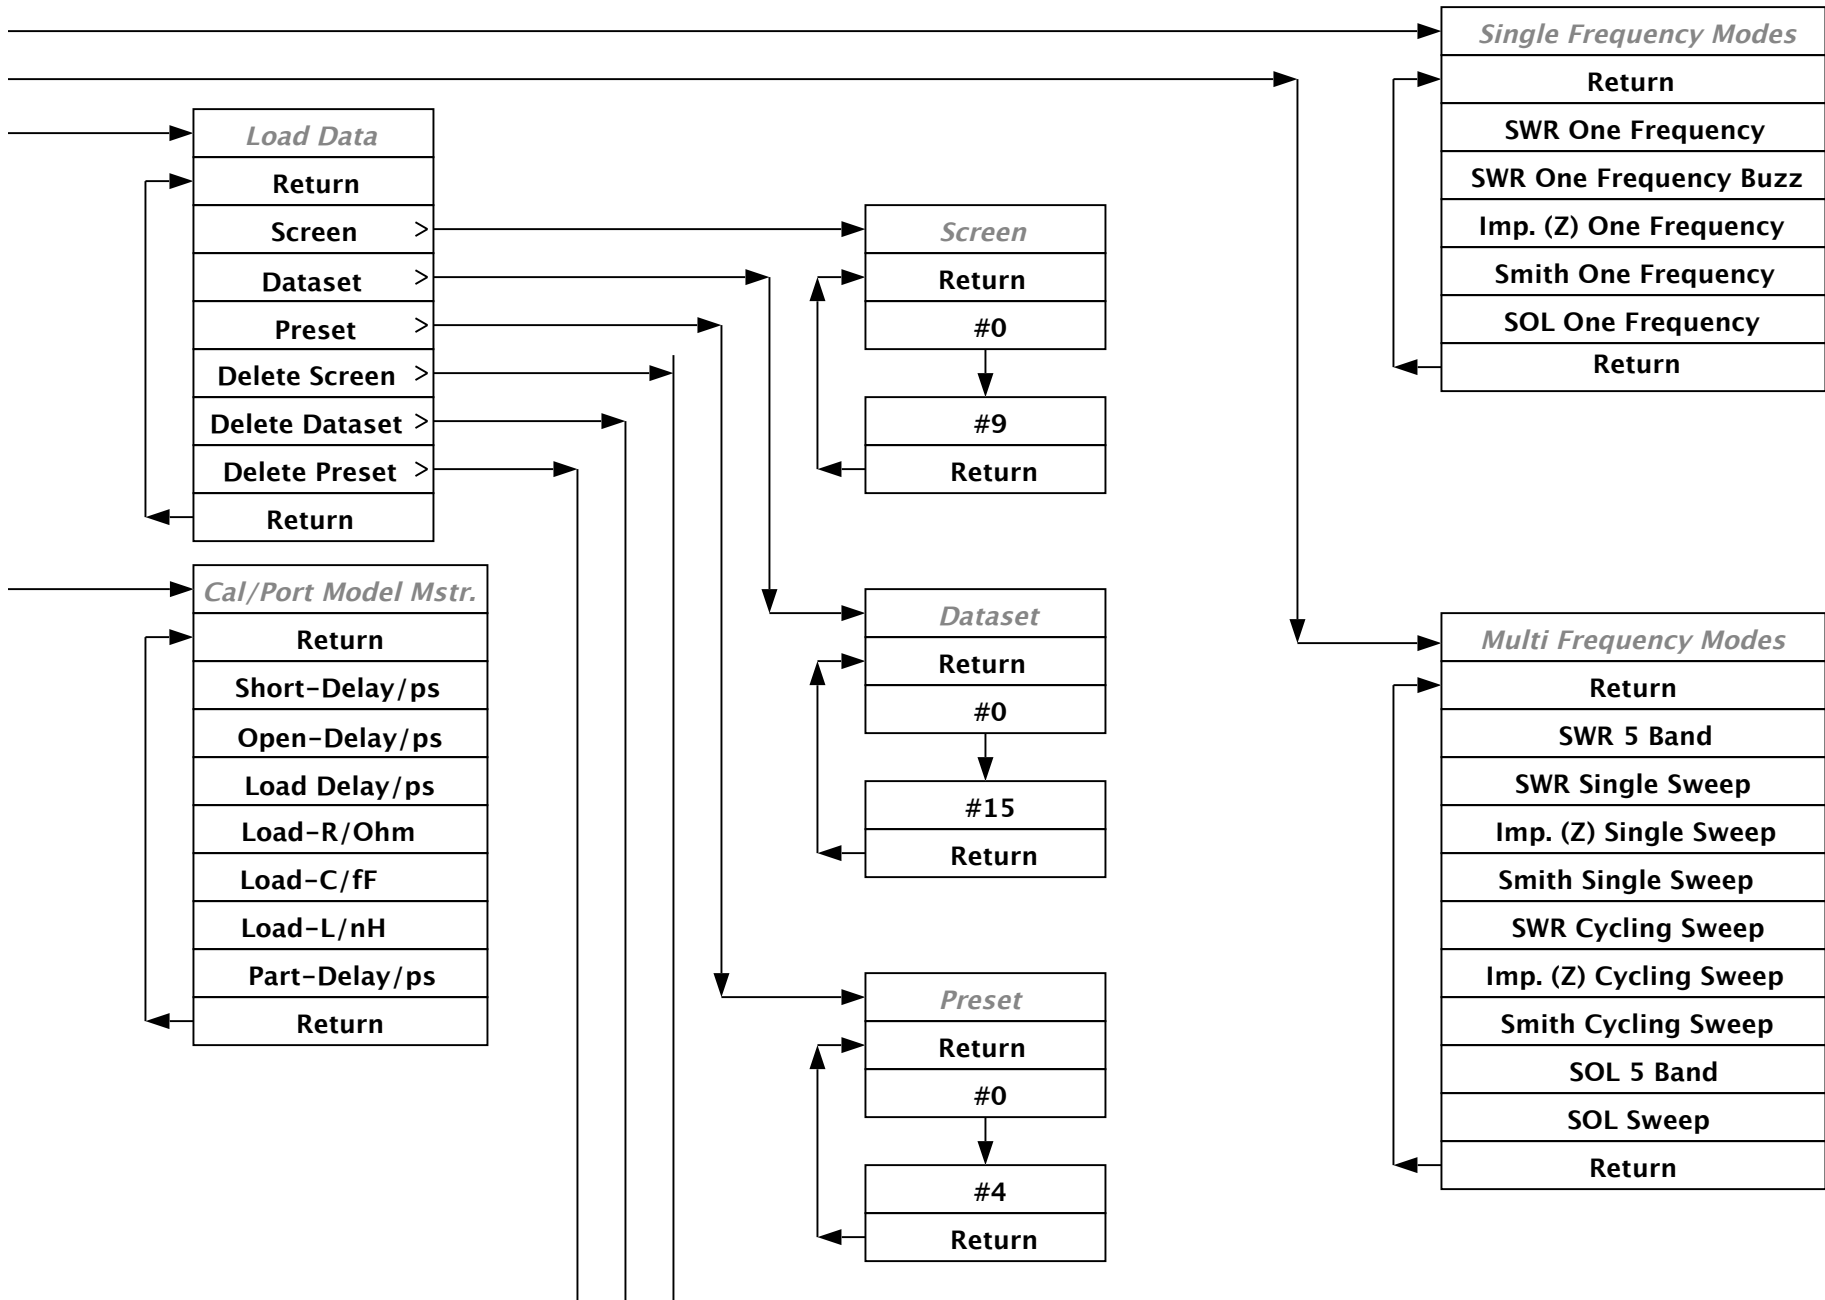 Single Frequency Modes
Return
SWR One Frequency
SWR One Frequency Buzz
Imp. (Z) One Frequency
Smith One Frequency
SOL One Frequency
Return
Load Data
Return
Screen >
Dataset >
Preset >
Delete Screen >
Delete Dataset >
Delete Preset >
Return
Screen
Return
#0
#9
Return
Cal/Port Model Mstr.
Return
Short-Delay/ps
Open-Delay/ps
Load Delay/ps
Load-R/Ohm
Load-C/fF
Load-L/nH
Part-Delay/ps
Return
Dataset
Return
#0
#15
Return
Preset
Return
#0
#4
Return
Multi Frequency Modes
Return
SWR 5 Band
SWR Single Sweep
Imp. (Z) Single Sweep
Smith Single Sweep
SWR Cycling Sweep
Imp. (Z) Cycling Sweep
Smith Cycling Sweep
SOL 5 Band
SOL Sweep
Return